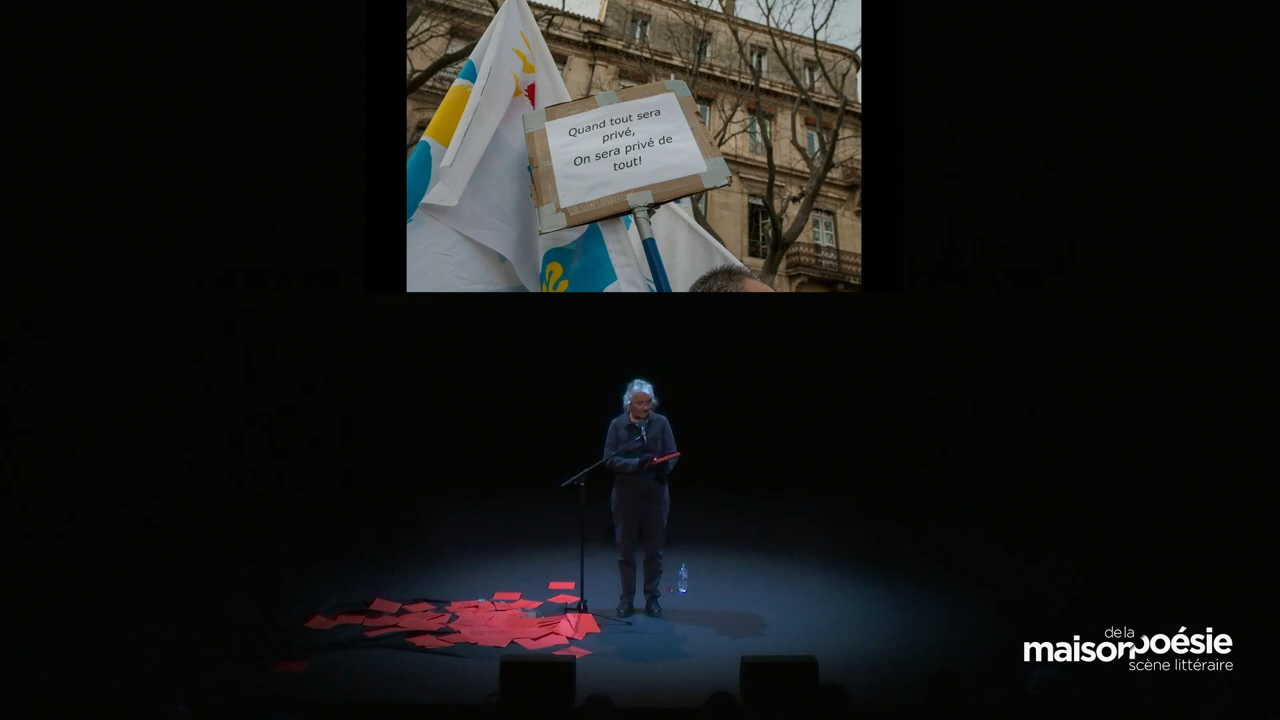 Quand tout sera
privé,
On sera privé de
tout!
de la
maison poésie
scène littéraire